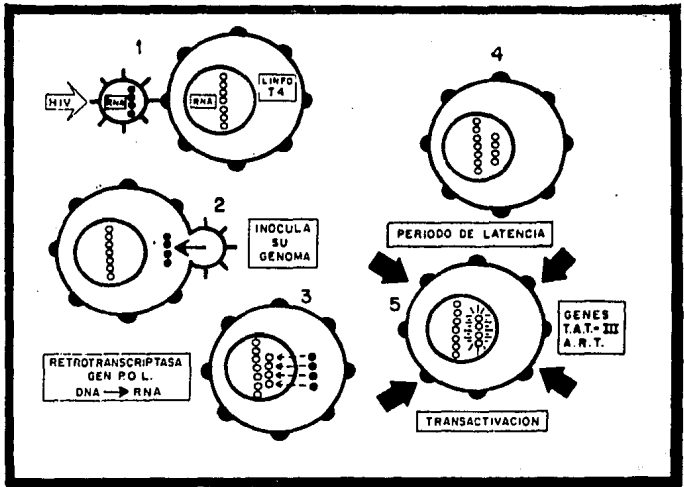 1
HIV
RNA
RNA
LINFO
T4
2
INOCULA
SU
GENOMA
3
RETROTRANSCRIPTASA
GEN P.O L.
DNA → RNA
4
PERIODO DE LATENCIA
5
GENES
T.A.T.- III
A.R.T.
TRANSACTIVACION